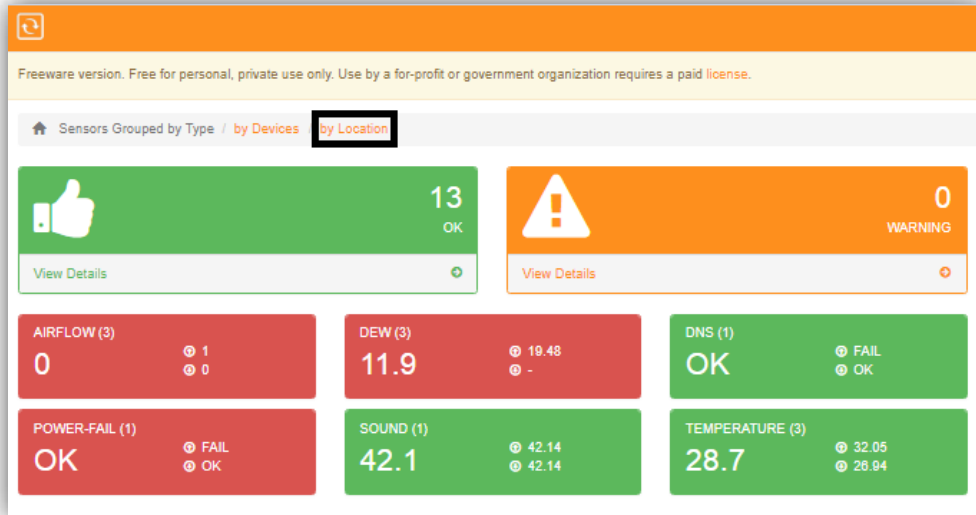 Freeware version. Free for personal, private use only. Use by a for-profit or government organization requires a paid license.
Sensors Grouped by Type / by Devices / by Location
13
OK
View Details
0
WARNING
View Details
AIRFLOW (3)
0
1
0
DEW (3)
11.9
19.48
-
DNS (1)
OK
FAIL
OK
POWER-FAIL (1)
OK
FAIL
OK
SOUND (1)
42.1
42.14
42.14
TEMPERATURE (3)
28.7
32.05
26.94